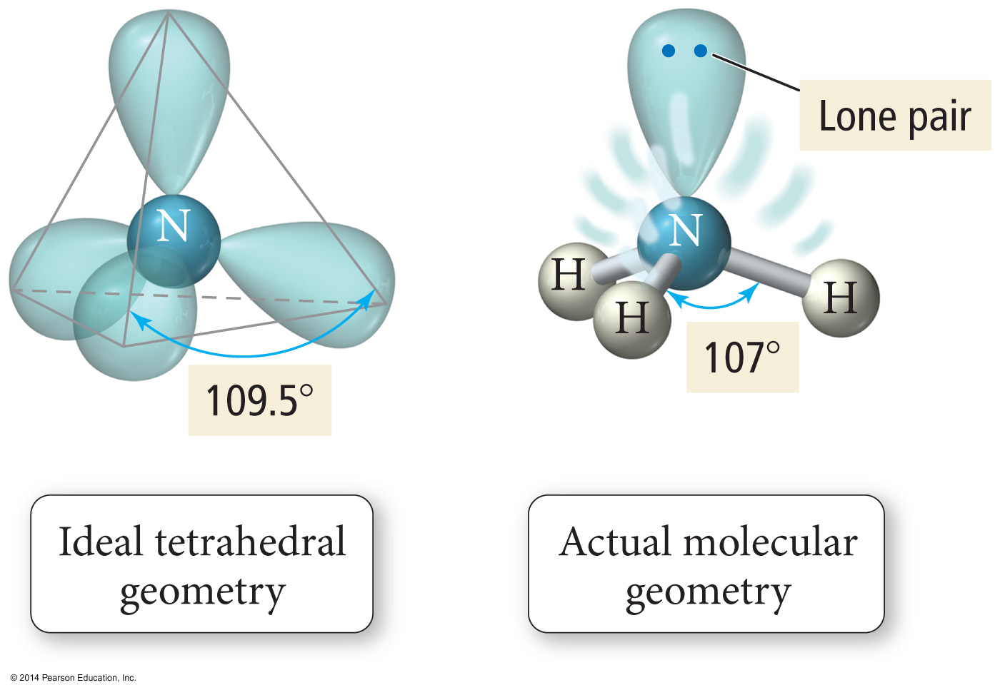 N
109.5°
Ideal tetrahedral
geometry
Lone pair
N
H
H
H
107°
Actual molecular
geometry
© 2014 Pearson Education, Inc.